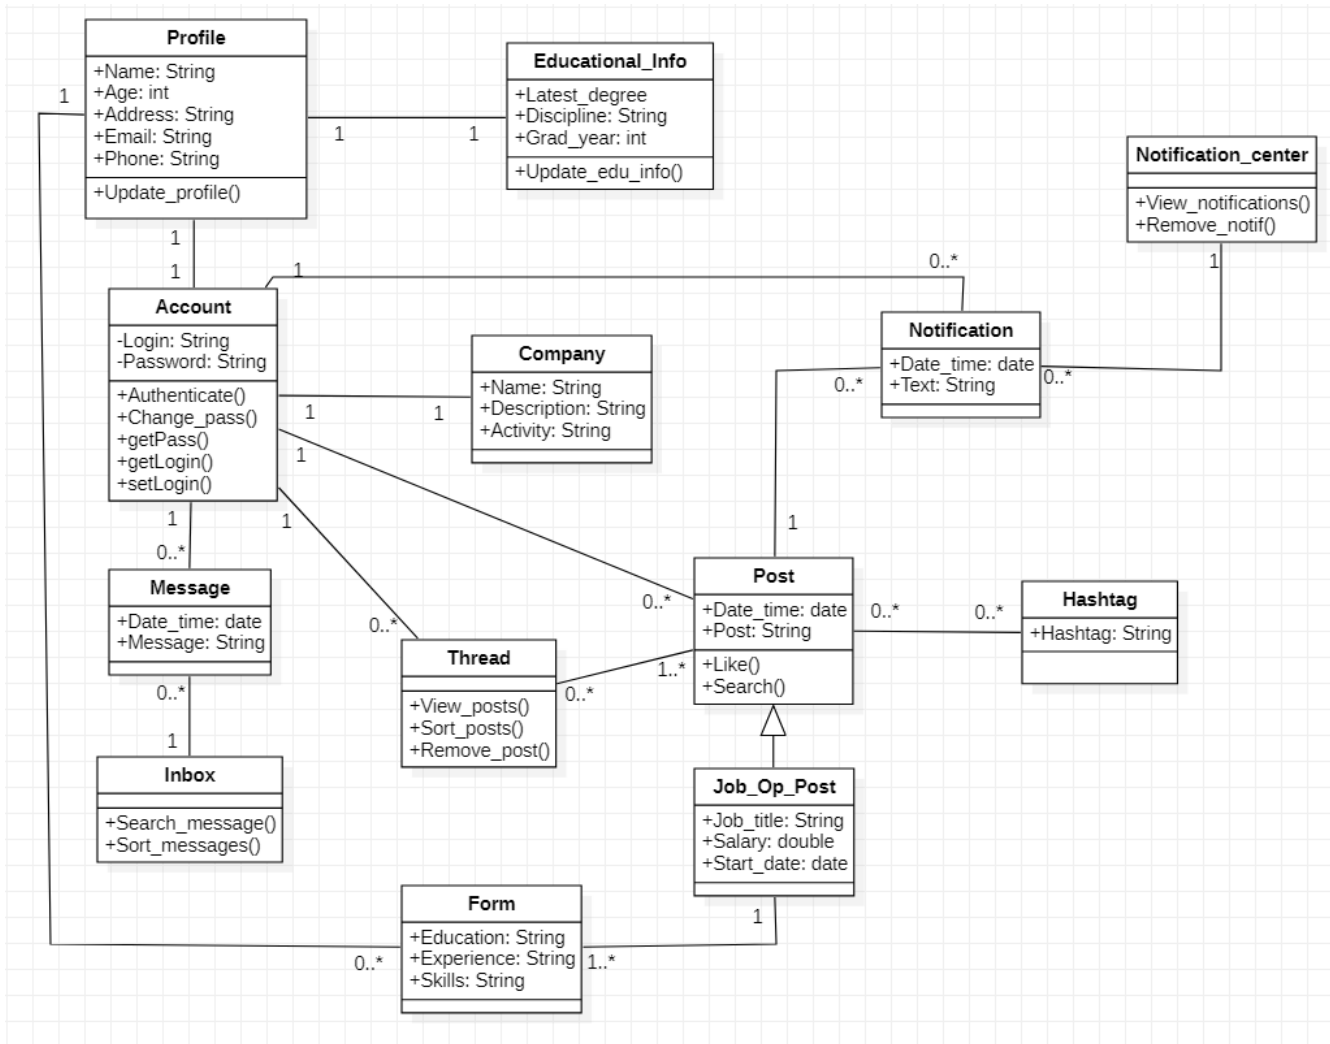 Profile
+Name: String
+Age: int
+Address: String
+Email: String
+Phone: String
+Update_profile()
1
1
1
Educational_Info
+Latest_degree
+Discipline: String
+Grad_year: int
+Update_edu_info()
Notification_center
+View_notifications()
+Remove_notif()
1
1
1
1
0..*
Account
-Login: String
-Password: String
+Authenticate()
+Change_pass()
+getPass()
+getLogin()
+setLogin()
1
1
Company
+Name: String
+Description: String
+Activity: String
Notification
+Date_time: date
+Text: String
0..*
0..*
1
1
1
1
0..*
Message
+Date_time: date
+Message: String
0..*
1
0..*
Thread
+View_posts()
+Sort_posts()
+Remove_post()
0..*
1..*
0..*
Post
+Date_time: date
+Post: String
+Like()
+Search()
0..*
0..*
Hashtag
+Hashtag: String
Inbox
+Search_message()
+Sort_messages()
Job_Op_Post
+Job_title: String
+Salary: double
+Start_date: date
1
Form
+Education: String
+Experience: String
+Skills: String
0..*
1..*